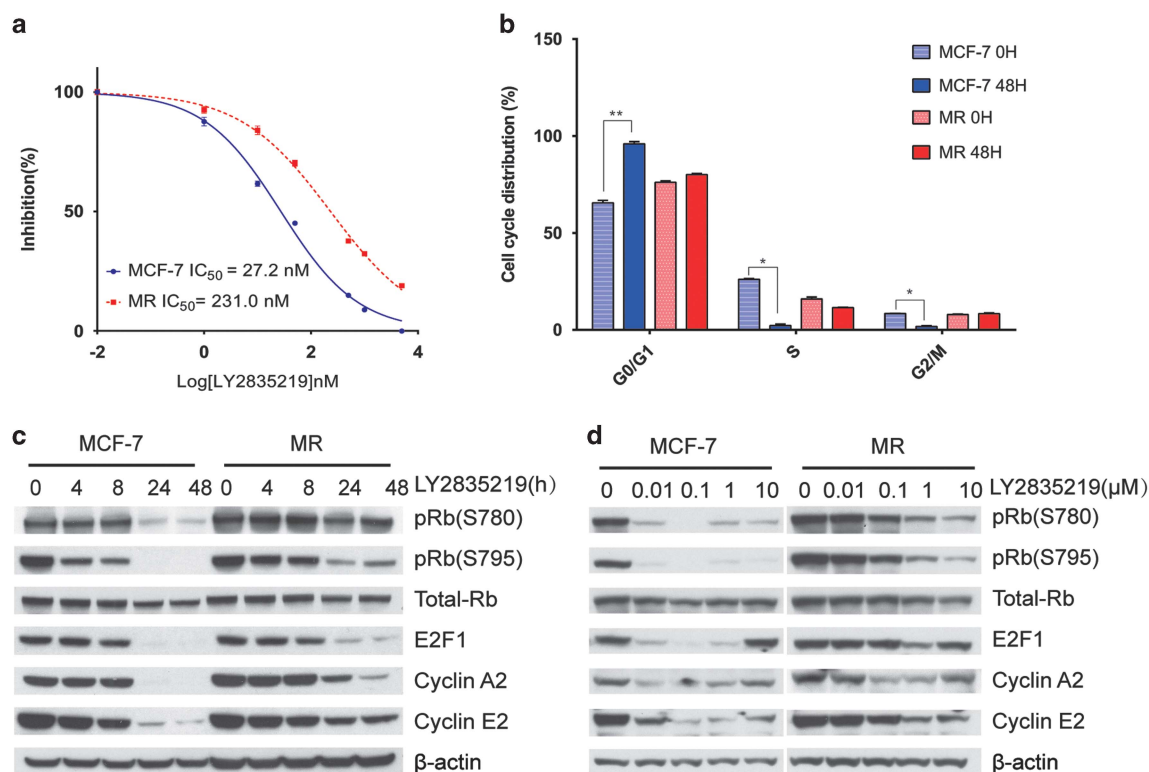 a
Inhibition(%)
100
50
0
-2
0
2
4
Log[LY2835219]nM
MCF-7 IC50 = 27.2 nM
MR IC50= 231.0 nM
b
Cell cycle distribution (%)
150
100
50
0
**
*
*
G0/G1
S
G2/M
MCF-7 0H
MCF-7 48H
MR 0H
MR 48H
c
MCF-7 MR
0 4 8 24 48 0 4 8 24 48 LY2835219(h)
pRb(S780)
pRb(S795)
Total-Rb
E2F1
Cyclin A2
Cyclin E2
β-actin
d
MCF-7 MR
0 0.01 0.1 1 10 0 0.01 0.1 1 10 LY2835219(μM)
pRb(S780)
pRb(S795)
Total-Rb
E2F1
Cyclin A2
Cyclin E2
β-actin